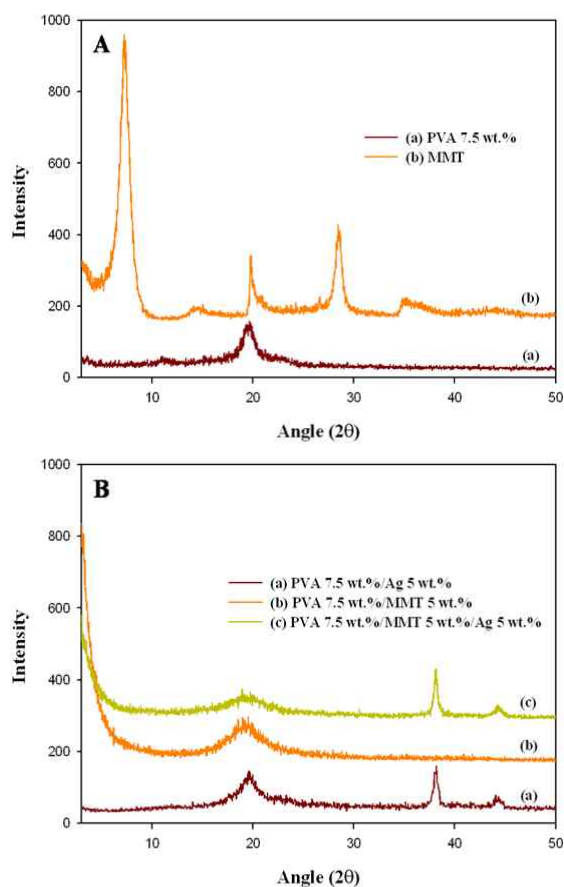 A
1000
800
600
400
200
0
Intensity
(a) PVA 7.5 wt.%
(b) MMT
(b)
(a)
10 20 30 40 50
Angle (2θ)
B
1000
800
600
400
200
0
Intensity
(a) PVA 7.5 wt.%/Ag 5 wt.%
(b) PVA 7.5 wt.%/MMT 5 wt.%
(c) PVA 7.5 wt.%/MMT 5 wt.%/Ag 5 wt.%
(c)
(b)
(a)
10 20 30 40 50
Angle (2θ)